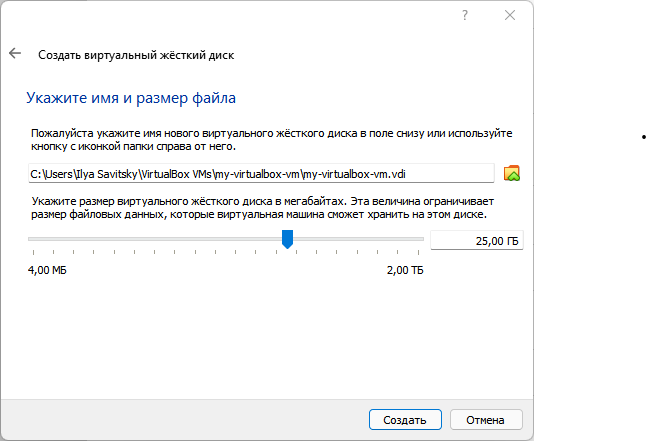 ?
Создать виртуальный жёсткий диск
Укажите имя и размер файла
Пожалуйста укажите имя нового виртуального жёсткого диска в поле снизу или используйте
кнопку с иконкой папки справа от него.
C:\Users\Ilya Savitsky\VirtualBox VMs\my-virtualbox-vm\my-virtualbox-vm.vdi
Укажите размер виртуального жёсткого диска в мегабайтах. Эта величина ограничивает
размер файловых данных, которые виртуальная машина сможет хранить на этом диске.
25,00 ГБ
4,00 МБ 2,00 ТБ
Создать Отмена